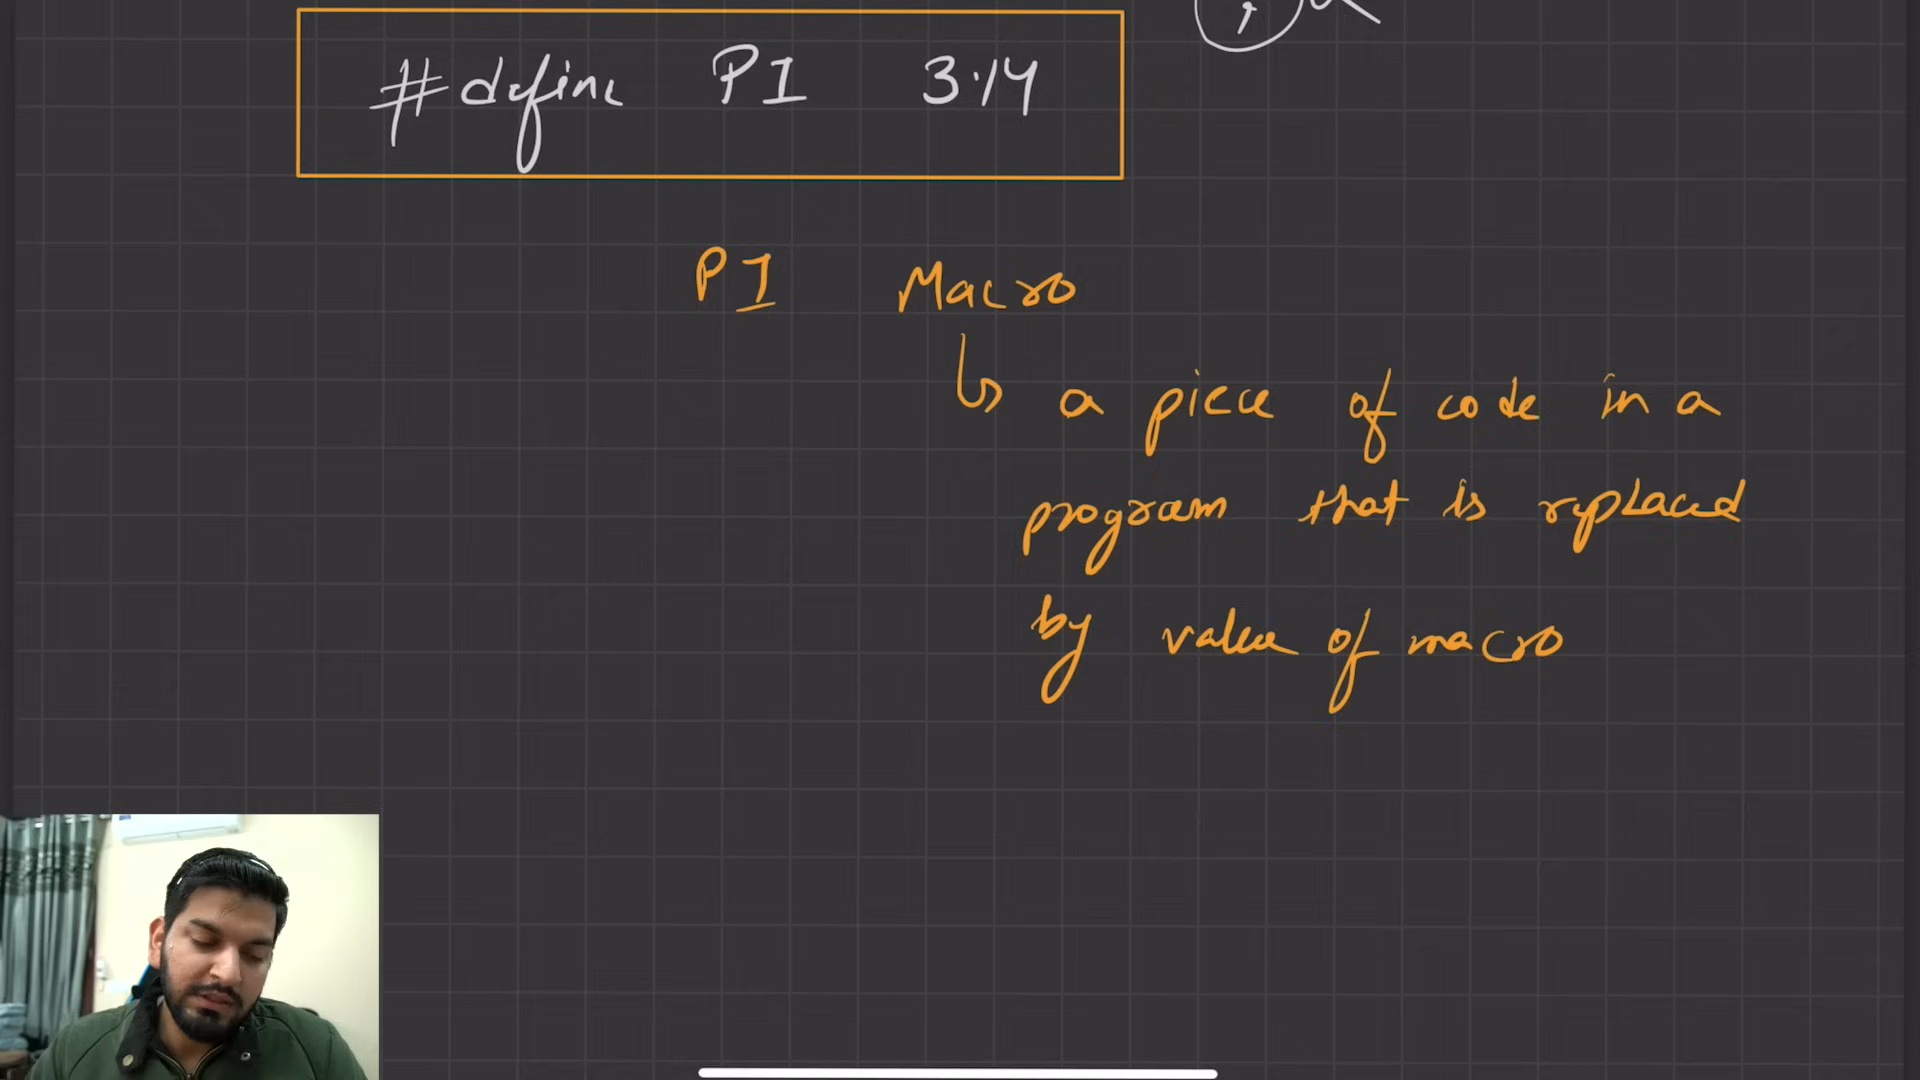 #define PI 3.14
PI Macro
a piece of code in a
program that is replaced
by value of macro